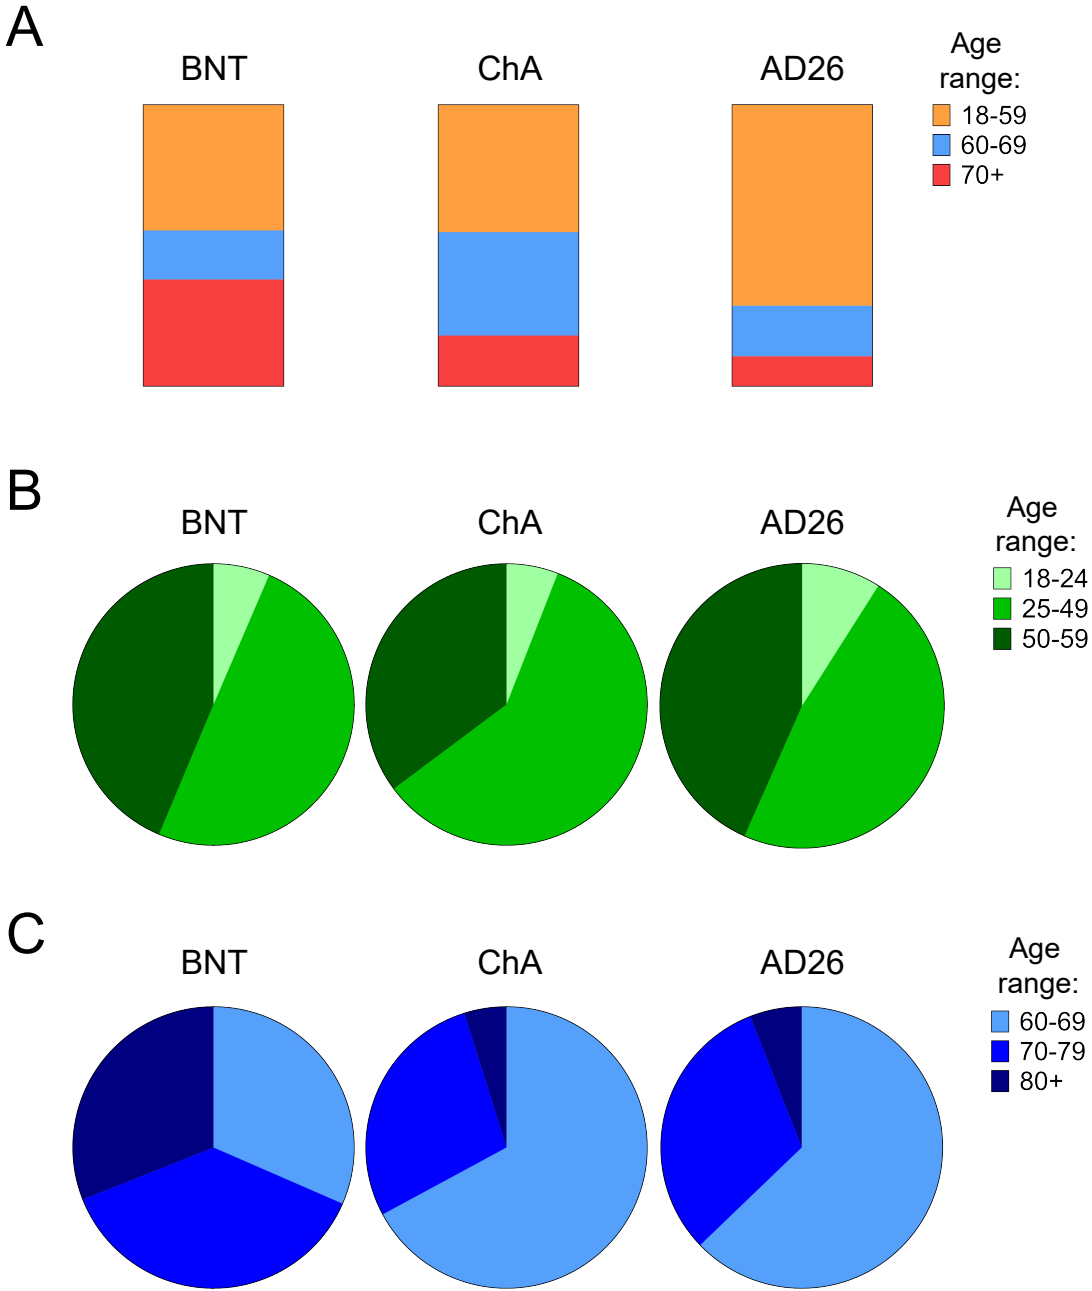 A
BNT
ChA
AD26
Age
range:
18-59
60-69
70+
B
BNT
ChA
AD26
Age
range:
18-24
25-49
50-59
C
BNT
ChA
AD26
Age
range:
60-69
70-79
80+